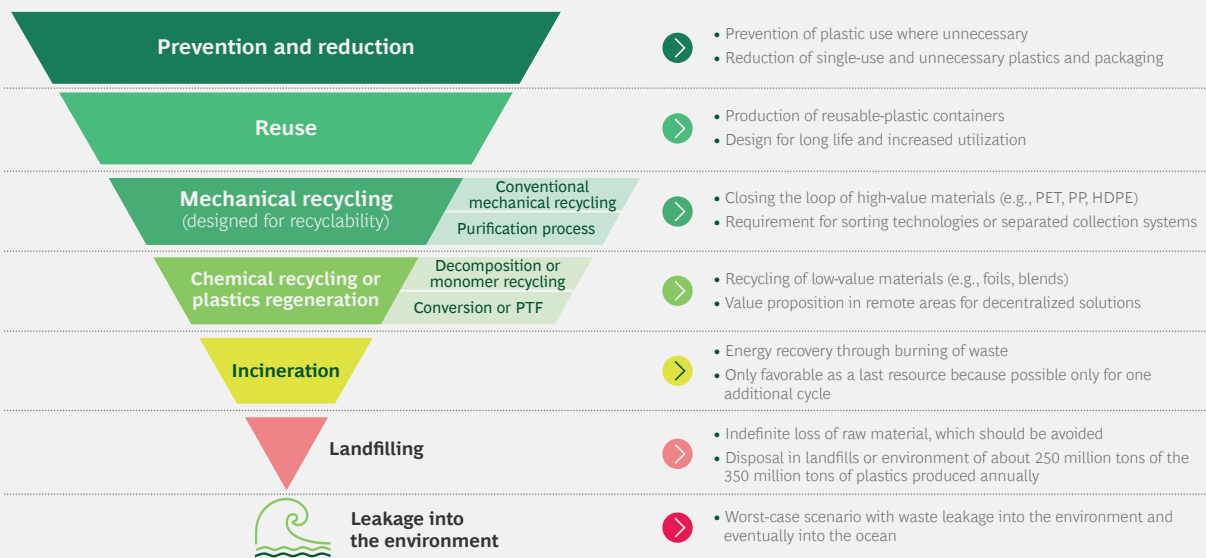 Prevention and reduction
• Prevention of plastic use where unnecessary
• Reduction of single-use and unnecessary plastics and packaging
Reuse
• Production of reusable-plastic containers
• Design for long life and increased utilization
Mechanical recycling
(designed for recyclability)
Conventional
mechanical recycling
Purification process
• Closing the loop of high-value materials (e.g., PET, PP, HDPE)
• Requirement for sorting technologies or separated collection systems
Chemical recycling or
plastics regeneration
Decomposition or
monomer recycling
Conversion or PTF
• Recycling of low-value materials (e.g., foils, blends)
• Value proposition in remote areas for decentralized solutions
Incineration
• Energy recovery through burning of waste
• Only favorable as a last resource because possible only for one
additional cycle
Landfilling
• Indefinite loss of raw material, which should be avoided
• Disposal in landfills or environment of about 250 million tons of the
350 million tons of plastics produced annually
Leakage into
the environment
• Worst-case scenario with waste leakage into the environment and
eventually into the ocean